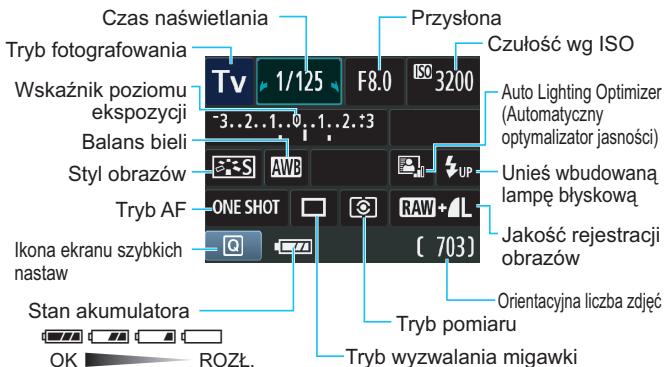 Czas naświetlania
Przysłona
Tryb fotografowania
Czułość wg ISO
Tv 1/125 F8.0 ISO 3200
Wskaźnik poziomu
ekspozycji
-3..2..1..0..1..2.:+3
Auto Lighting Optimizer
(Automatyczny
optymalizator jasności)
Balans bieli
Styl obrazów
S AWB UP
Unieś wbudowaną
lampę błyskową
Tryb AF
ONE SHOT RAW+L
Jakość rejestracji
obrazów
Ikona ekranu szybkich
nastaw
Q ( 703)
Stan akumulatora
Orientacyjna liczba zdjęć
Tryb pomiaru
OK ROZŁ.
Tryb wyzwalania migawki